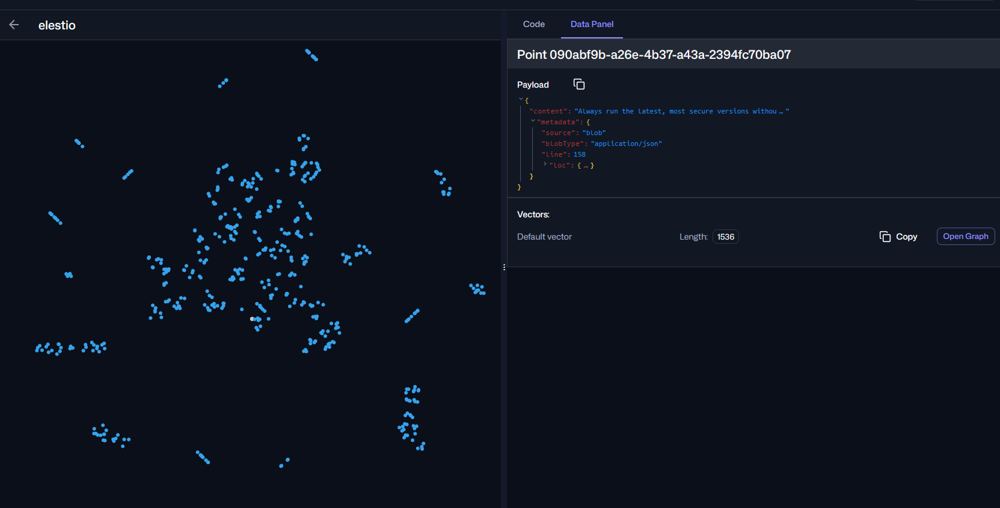 elestio
Code
Data Panel
Point 090abf9b-a26e-4b37-a43a-2394fc70ba07
Payload
{
"content": "Always run the latest, most secure versions withou…"
"metadata": {
"source": "blob"
"blobType": "application/json"
"line": 158
"loc": { … }
}
}
Vectors:
Default vector
Length: 1536
Copy
Open Graph